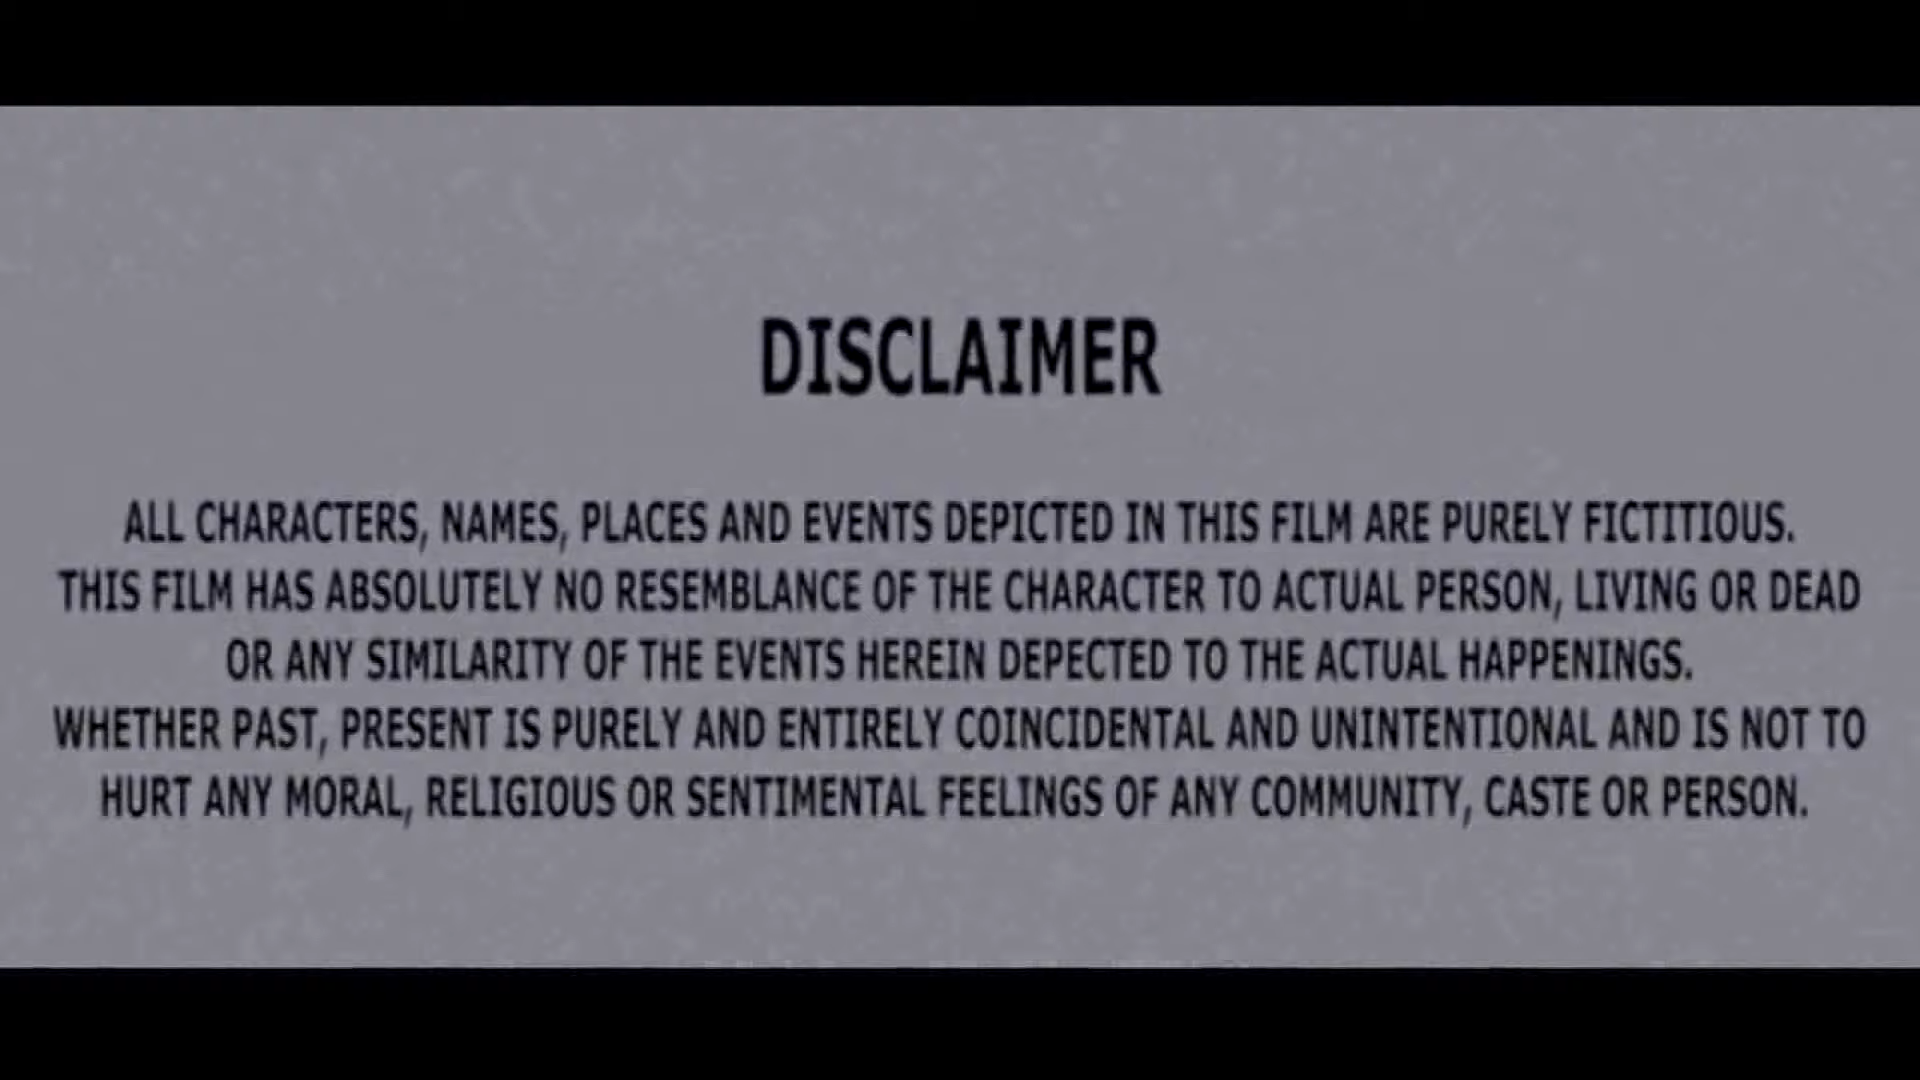 DISCLAIMER
ALL CHARACTERS, NAMES, PLACES AND EVENTS DEPICTED IN THIS FILM ARE PURELY FICTITIOUS.
THIS FILM HAS ABSOLUTELY NO RESEMBLANCE OF THE CHARACTER TO ACTUAL PERSON, LIVING OR DEAD
OR ANY SIMILARITY OF THE EVENTS HEREIN DEPECTED TO THE ACTUAL HAPPENINGS.
WHETHER PAST, PRESENT IS PURELY AND ENTIRELY COINCIDENTAL AND UNINTENTIONAL AND IS NOT TO
HURT ANY MORAL, RELIGIOUS OR SENTIMENTAL FEELINGS OF ANY COMMUNITY, CASTE OR PERSON.